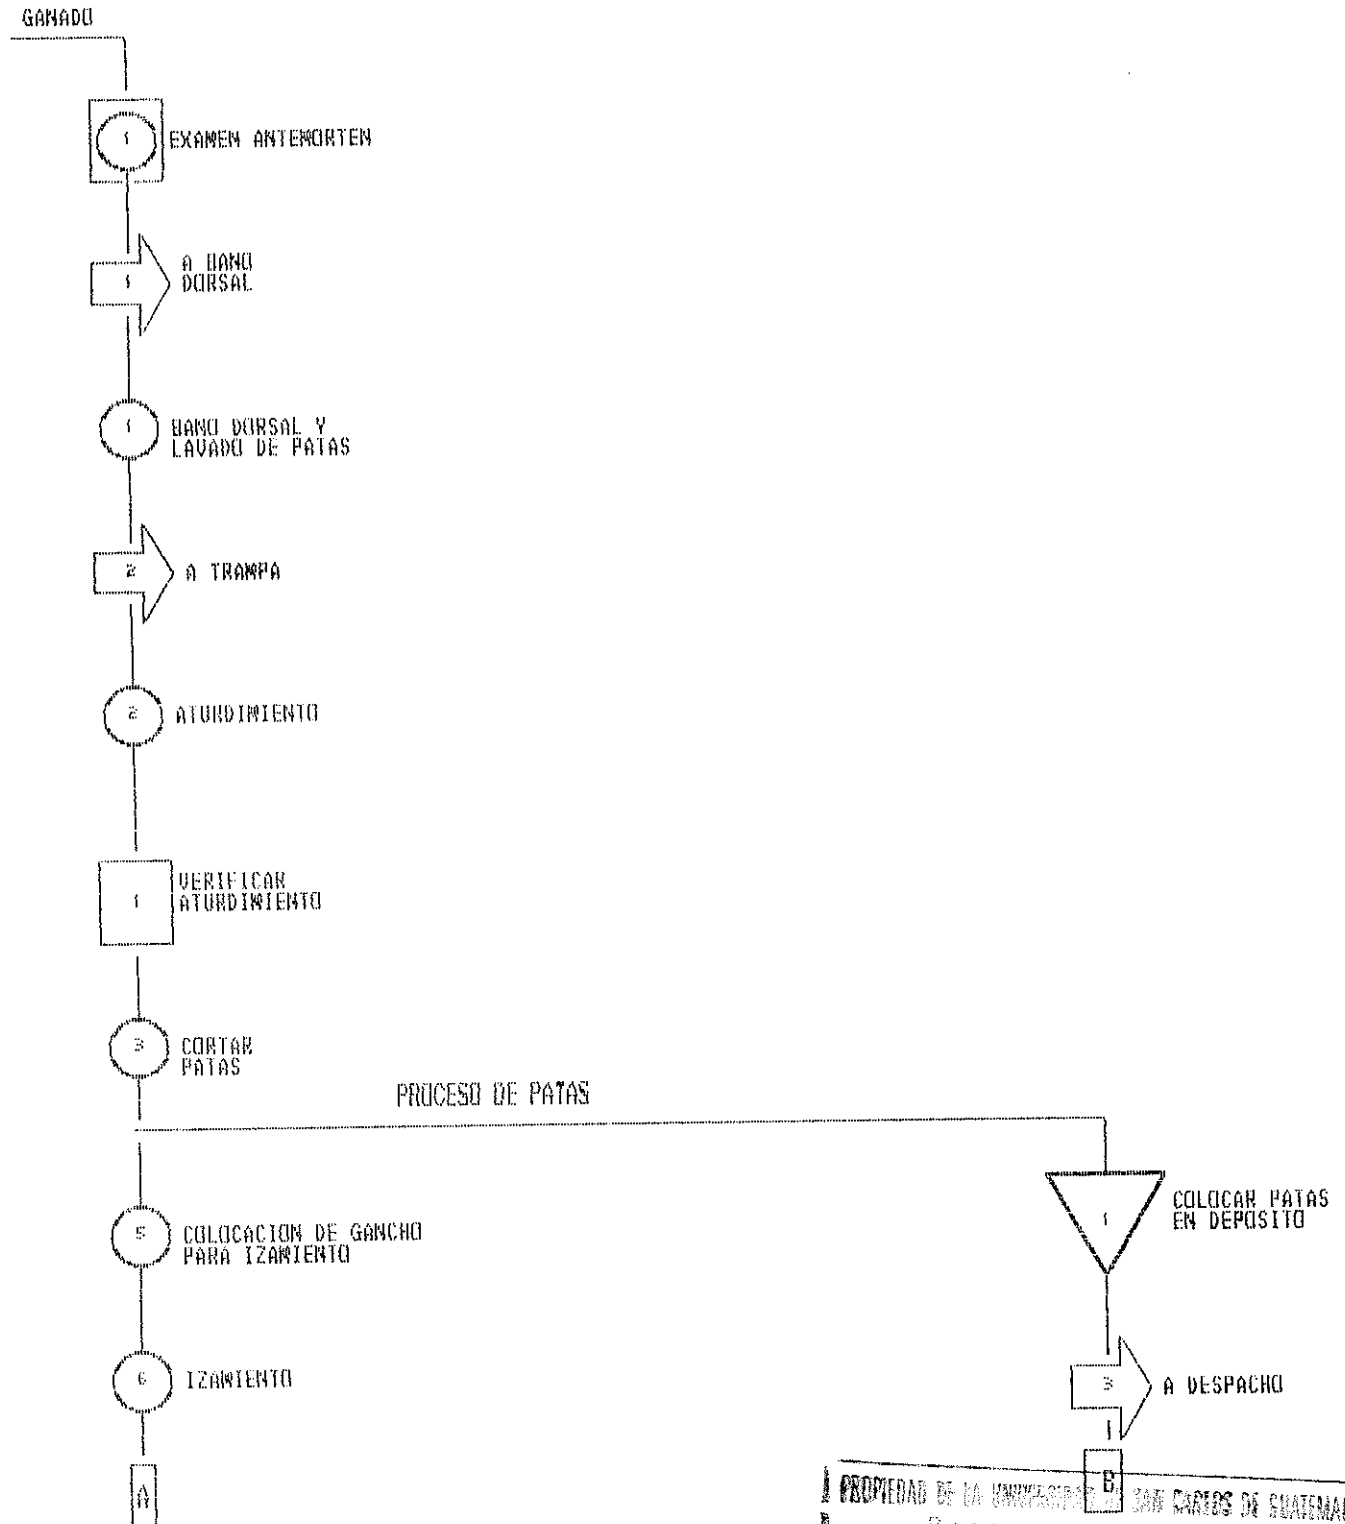 GANADO
1
EXAMEN ANTEMORTEN
1
A BANO
DORSAL
1
BANO DORSAL Y
LAVADO DE PATAS
2
A TRAMPA
2
ATURDIMIENTO
1
VERIFICAR
ATURDIMIENTO
3
CORTAR
PATAS
PROCESO DE PATAS
1
COLOCAR PATAS
EN DEPOSITO
5
COLOCACION DE GANCHO
PARA IZAMIENTO
6
IZAMIENTO
3
A DESPACHO
A
B
PROPIEDAD DE LA UNIVERSIDAD DE SAN CARLOS DE